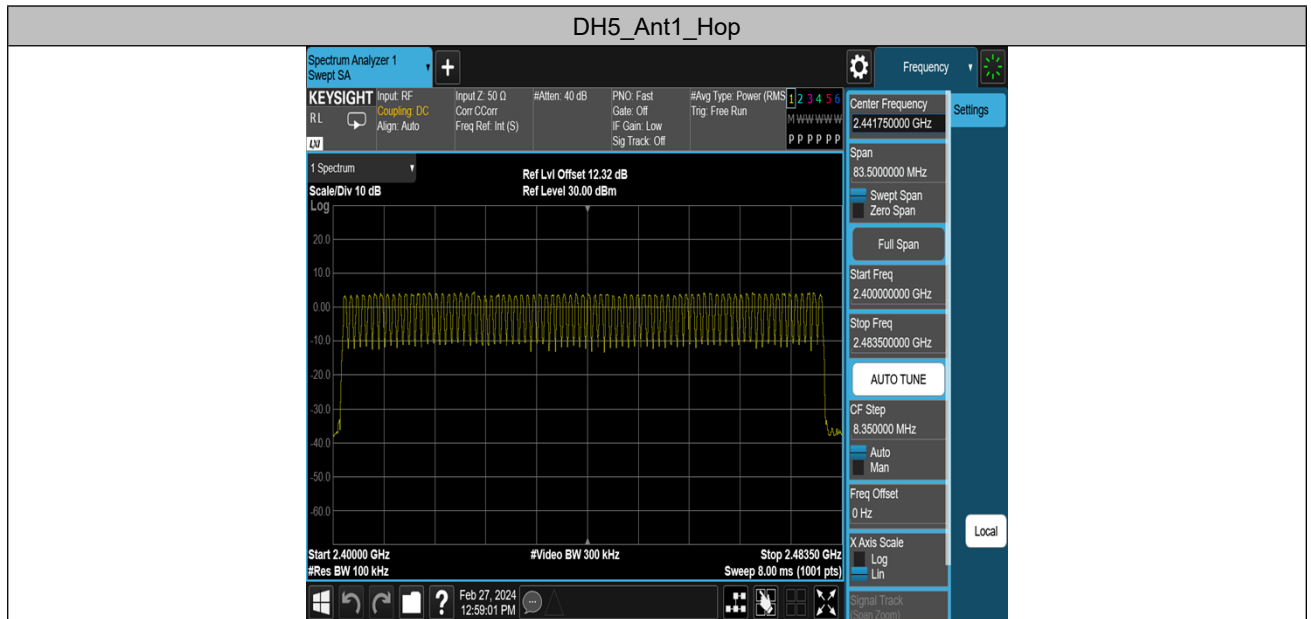 DH5_Ant1_Hop
Spectrum Analyzer 1
Swept SA
Frequency
KEYSIGHT
RL
LXI
Input: RF
Coupling: DC
Align: Auto
Input Z: 50 Ω
Corr CCorr
Freq Ref: Int (S)
#Atten: 40 dB
PNO: Fast
Gate: Off
IF Gain: Low
Sig Track: Off
#Avg Type: Power (RMS
Trig: Free Run
1 2 3 4 5 6
M W W W W W
P P P P P P
Center Frequency
2.441750000 GHz
Settings
Span
83.5000000 MHz
Swept Span
Zero Span
Full Span
Start Freq
2.400000000 GHz
Stop Freq
2.483500000 GHz
AUTO TUNE
CF Step
8.350000 MHz
Auto
Man
Freq Offset
0 Hz
X Axis Scale
Log
Lin
Signal Track
(Span Zoom)
Local
1 Spectrum
Scale/Div 10 dB
Ref Lvl Offset 12.32 dB
Ref Level 30.00 dBm
Log
20.0
10.0
0.00
-10.0
-20.0
-30.0
-40.0
-50.0
-60.0
Start 2.40000 GHz
#Video BW 300 kHz
Stop 2.48350 GHz
#Res BW 100 kHz
Sweep 8.00 ms (1001 pts)
?
Feb 27, 2024
12:59:01 PM